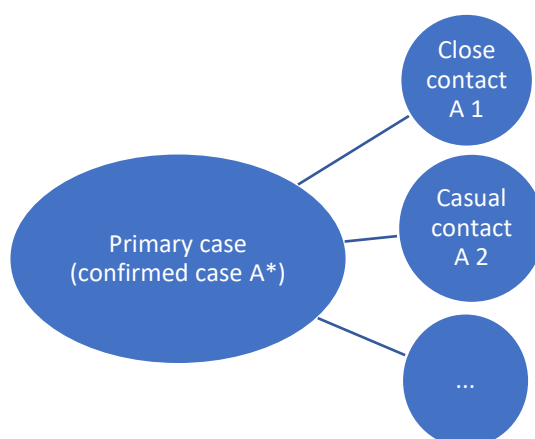 Close
contact
A 1
Primary case
(confirmed case A*)
Casual
contact
A 2
...